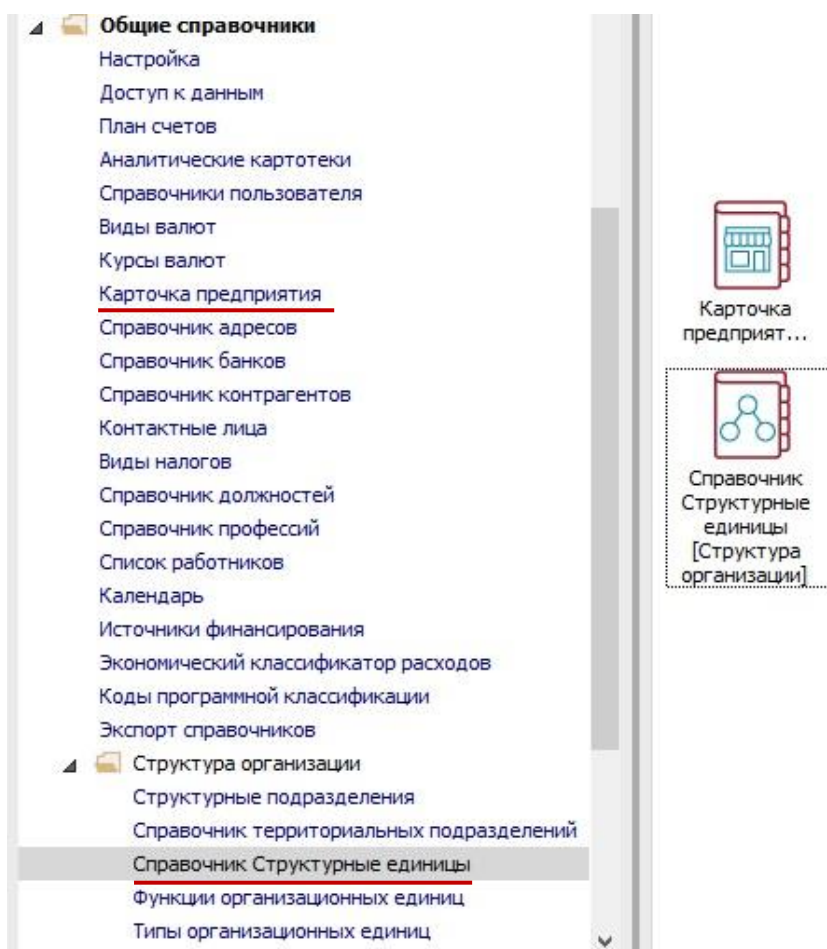 Общие справочники
Настройка
Доступ к данным
План счетов
Аналитические картотеки
Справочники пользователя
Виды валют
Курсы валют
Карточка предприятия
Справочник адресов
Справочник банков
Справочник контрагентов
Контактные лица
Виды налогов
Справочник должностей
Справочник профессий
Список работников
Календарь
Источники финансирования
Экономический классификатор расходов
Коды программной классификации
Экспорт справочников
Структура организации
Структурные подразделения
Справочник территориальных подразделений
Справочник Структурные единицы
Функции организационных единиц
Типы организационных единиц
Карточка
предприят...
Справочник
Структурные
единицы
[Структура
организации]